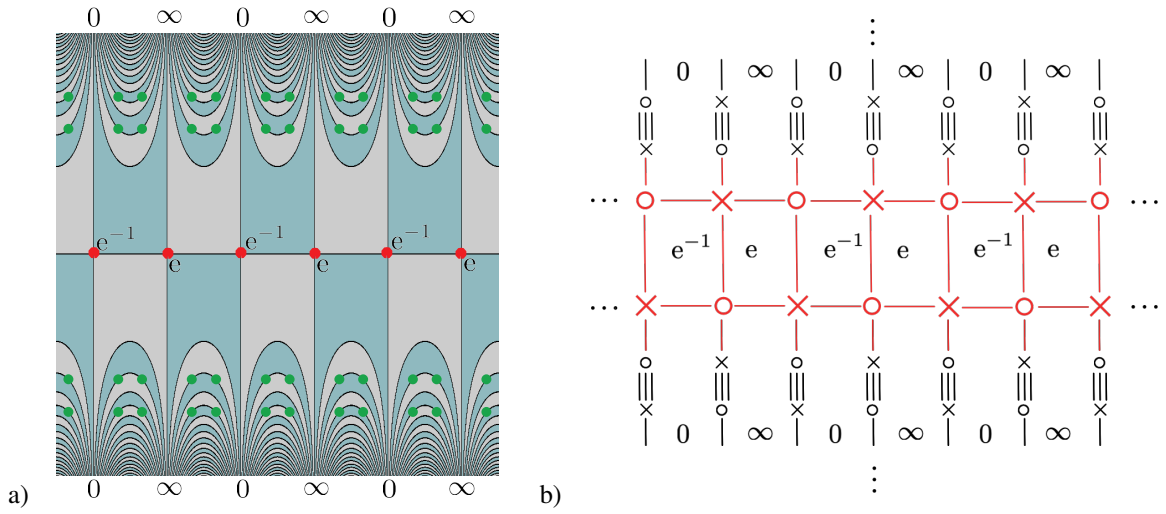 0 ∞ 0 ∞ 0 ∞
e⁻¹ e⁻¹ e⁻¹
e e e
0 ∞ 0 ∞ 0 ∞
a)
⋮
0 ∞ 0 ∞ 0 ∞
... ...
e⁻¹ e e⁻¹ e e⁻¹ e
... ...
0 ∞ 0 ∞ 0 ∞
⋮
b)